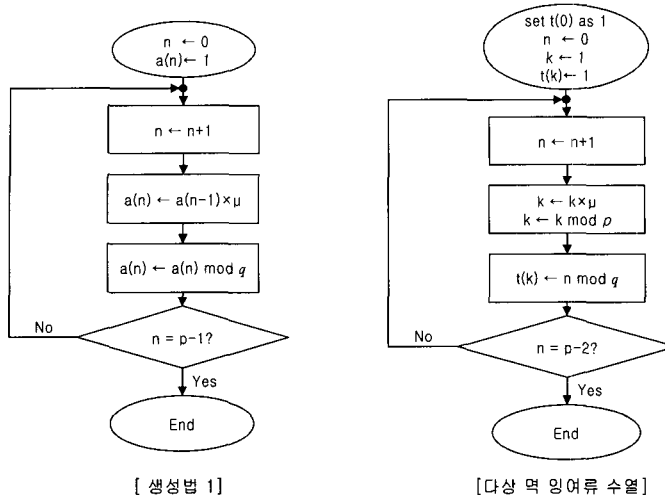 n ← 0
a(n)← 1
n ← n+1
a(n) ← a(n-1)×μ
a(n) ← a(n) mod q
No
n = p-1?
Yes
End
[ 생성법 1]
set t(0) as 1
n ← 0
k ← 1
t(k)← 1
n ← n+1
k ← k×μ
k ← k mod p
t(k) ← n mod q
No
n = p-2?
Yes
End
[다상 멱 잉여류 수열]